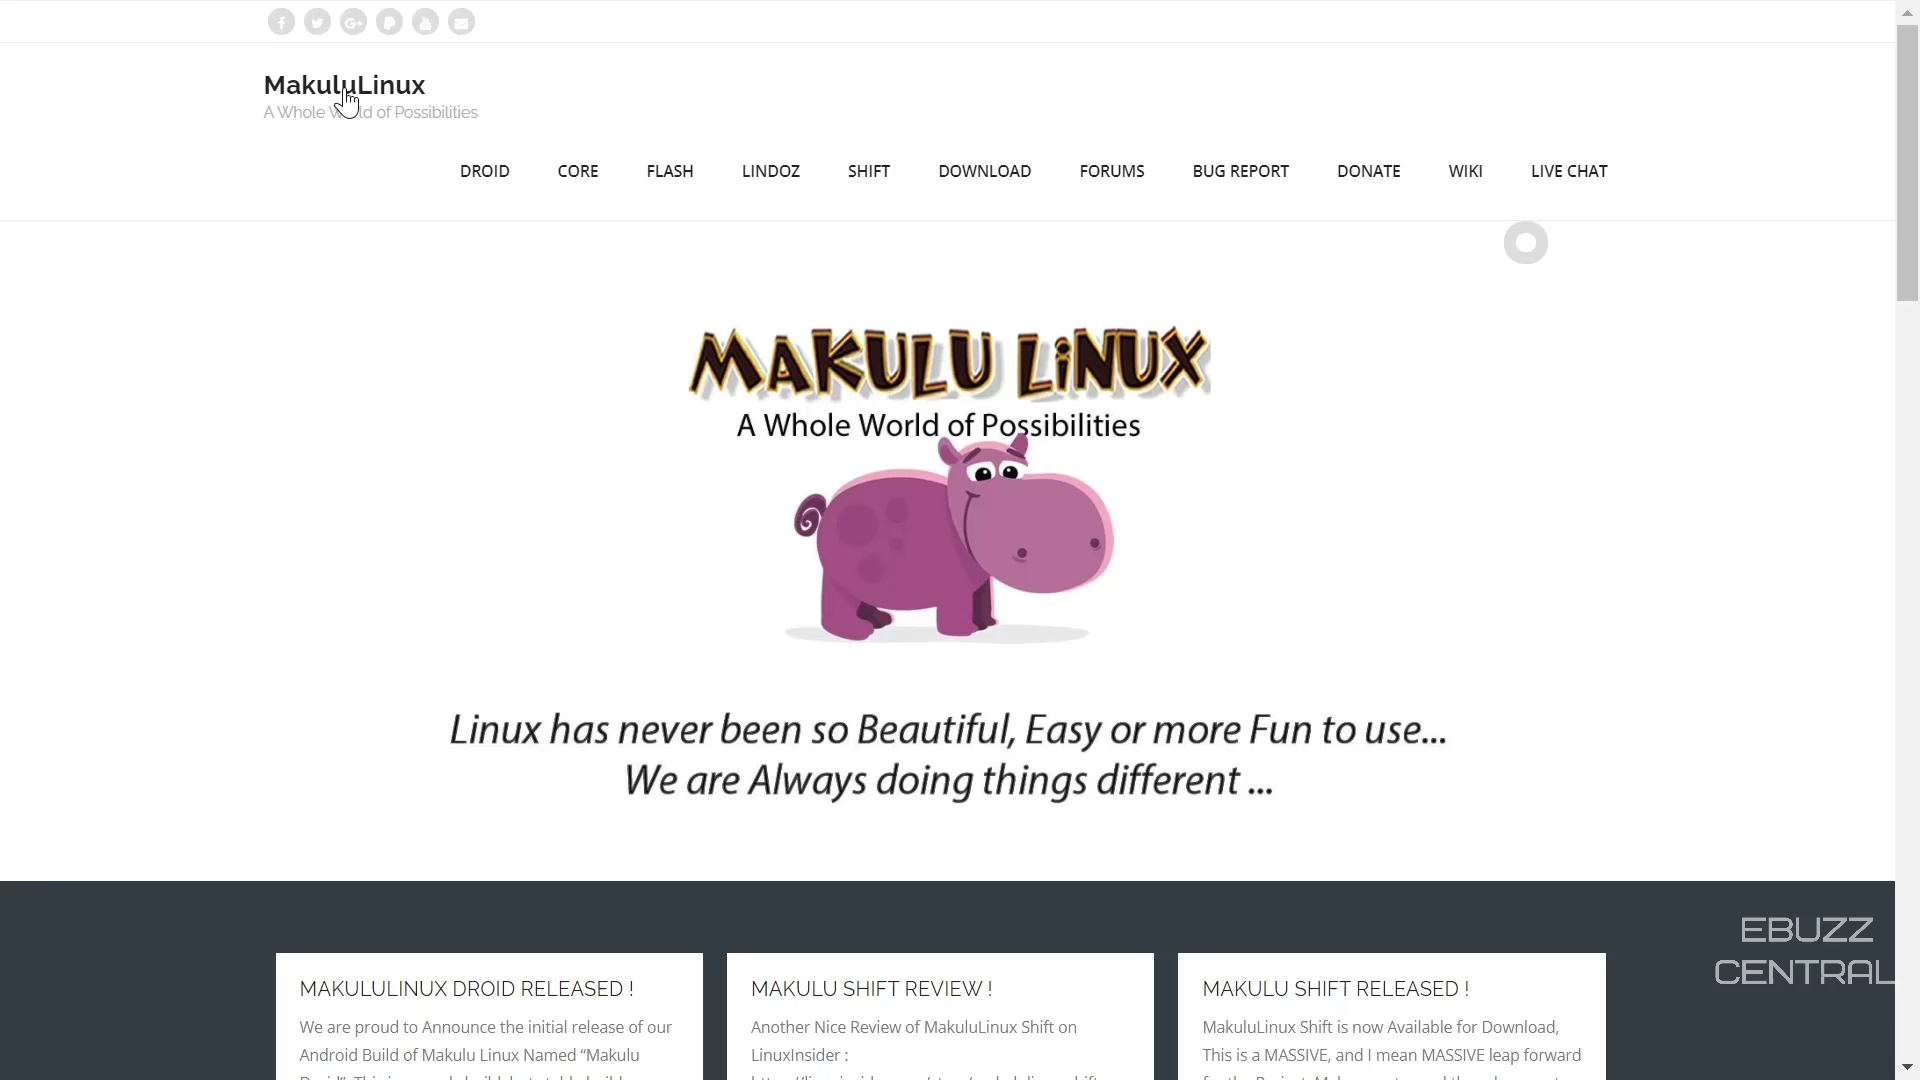 MakuluLinux
A Whole World of Possibilities
DROID CORE FLASH LINDOZ SHIFT DOWNLOAD FORUMS BUG REPORT DONATE WIKI LIVE CHAT
MAKULU LiNUX
A Whole World of Possibilities
Linux has never been so Beautiful, Easy or more Fun to use...
We are Always doing things different ...
EBUZZ
CENTRAL
MAKULULINUX DROID RELEASED !
We are proud to Announce the initial release of our
Android Build of Makulu Linux Named “Makulu
MAKULU SHIFT REVIEW !
Another Nice Review of MakuluLinux Shift on
LinuxInsider :
MAKULU SHIFT RELEASED !
MakuluLinux Shift is now Available for Download,
This is a MASSIVE, and I mean MASSIVE leap forward